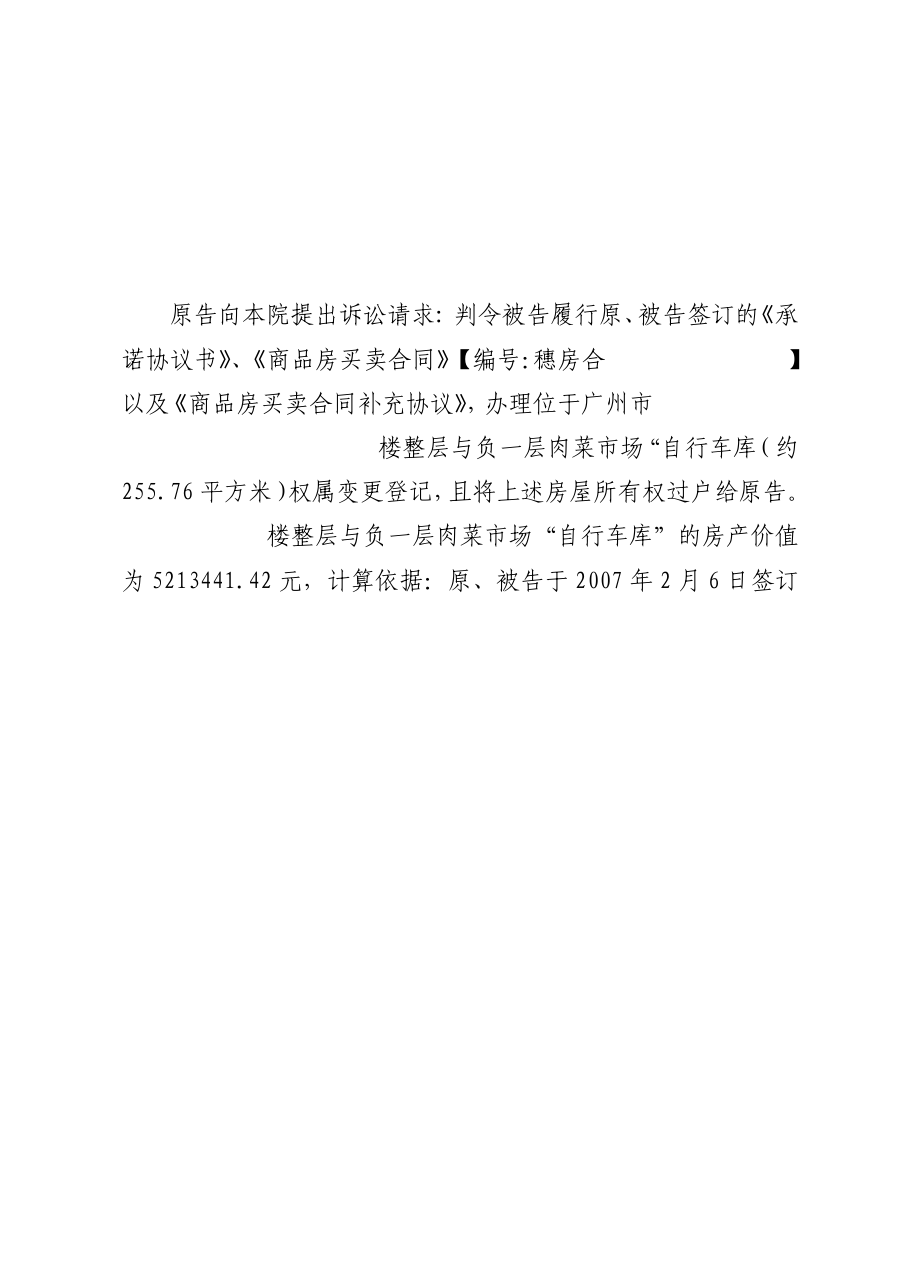 原告向本院提出诉讼请求：判令被告履行原、被告签订的《承
诺协议书》、《商品房买卖合同》【编号：穗房合 】
以及《商品房买卖合同补充协议》，办理位于广州市
楼整层与负一层肉菜市场“自行车库（约
255.76平方米）权属变更登记，且将上述房屋所有权过户给原告。
楼整层与负一层肉菜市场“自行车库”的房产价值
为5213441.42元，计算依据：原、被告于2007年2月6日签订